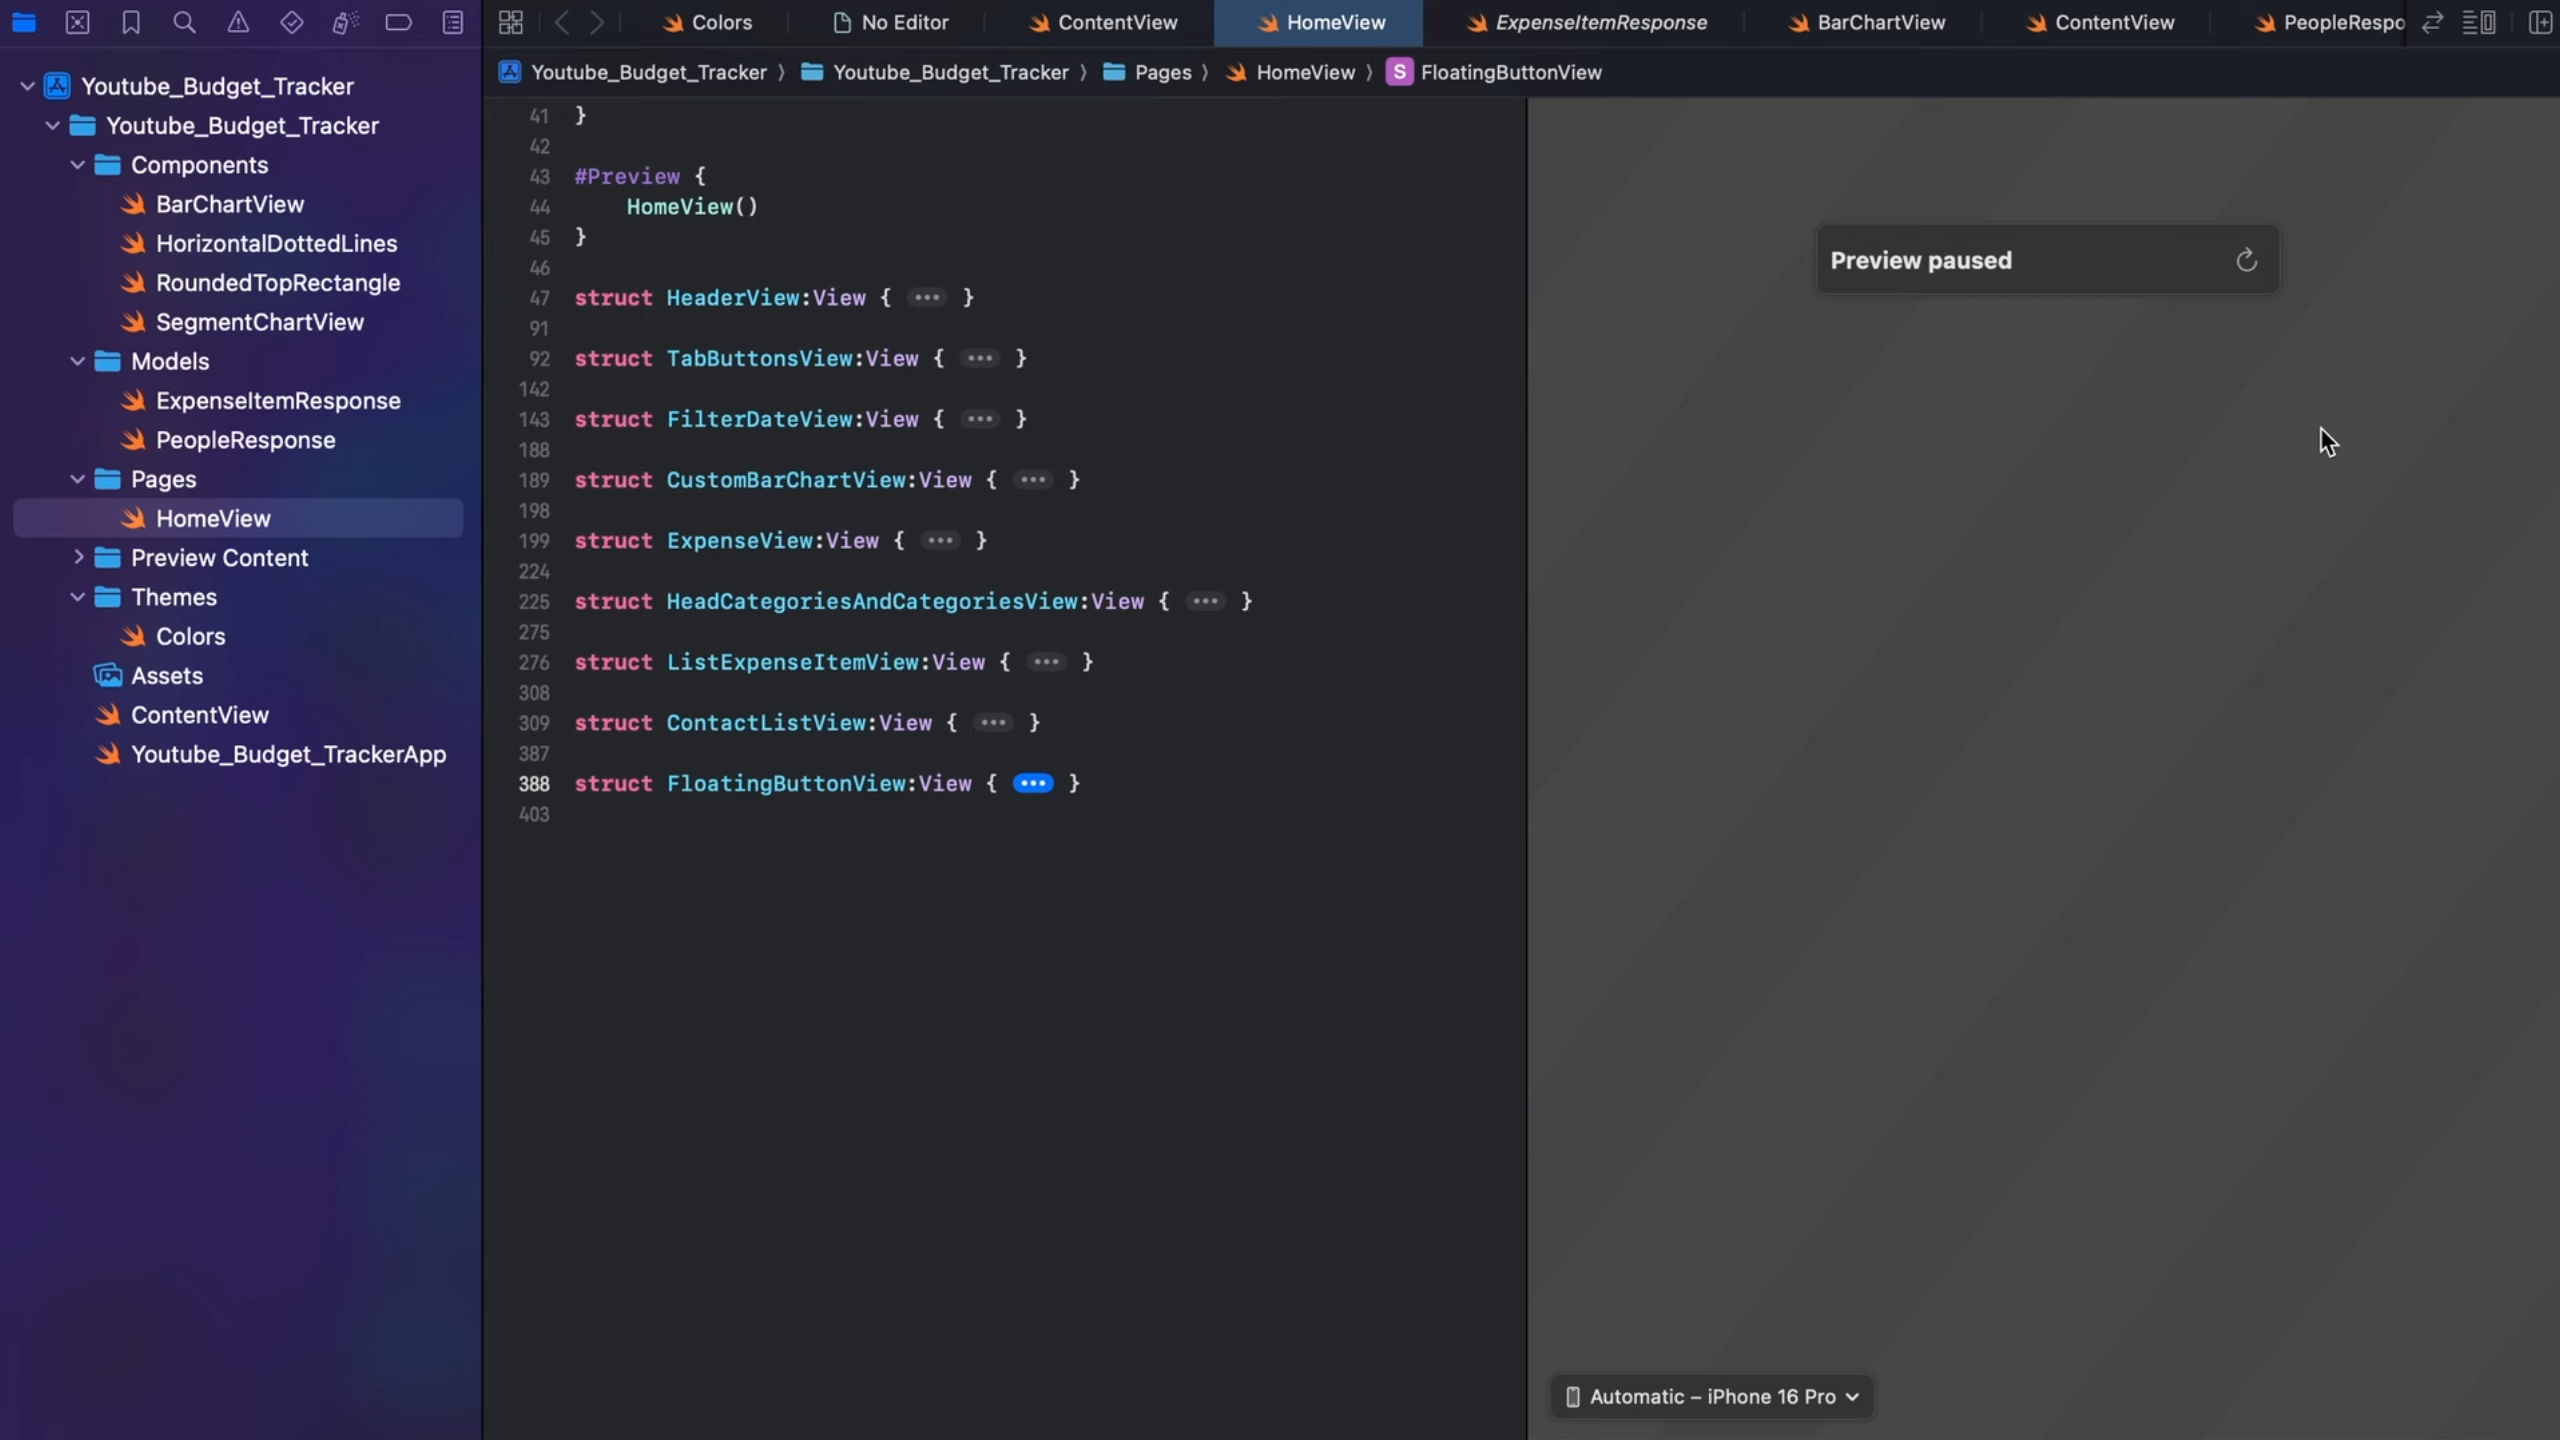 Colors
No Editor
ContentView
HomeView
ExpenseItemResponse
BarChartView
ContentView
PeopleRespo
Youtube_Budget_Tracker 〉 Youtube_Budget_Tracker 〉 Pages 〉 HomeView 〉 S FloatingButtonView
Youtube_Budget_Tracker
Youtube_Budget_Tracker
Components
BarChartView
HorizontalDottedLines
RoundedTopRectangle
SegmentChartView
Models
ExpenseItemResponse
PeopleResponse
Pages
HomeView
Preview Content
Themes
Colors
Assets
ContentView
Youtube_Budget_TrackerApp
41 }
42
43 #Preview {
44 HomeView()
45 }
46
47 struct HeaderView:View { ••• }
91
92 struct TabButtonsView:View { ••• }
142
143 struct FilterDateView:View { ••• }
188
189 struct CustomBarChartView:View { ••• }
198
199 struct ExpenseView:View { ••• }
224
225 struct HeadCategoriesAndCategoriesView:View { ••• }
275
276 struct ListExpenseItemView:View { ••• }
308
309 struct ContactListView:View { ••• }
387
388 struct FloatingButtonView:View { ••• }
403
Preview paused
Automatic – iPhone 16 Pro